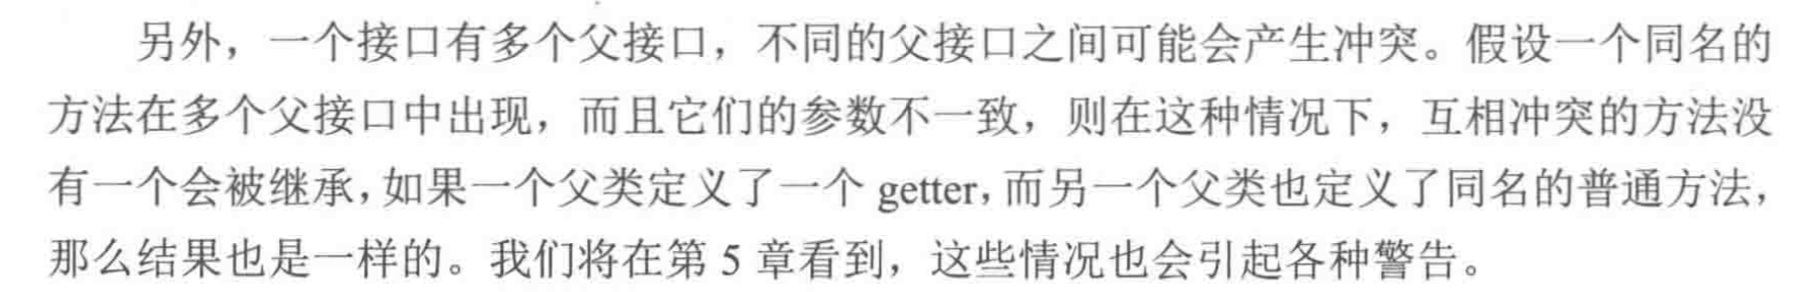 另外，一个接口有多个父接口，不同的父接口之间可能会产生冲突。假设一个同名的
方法在多个父接口中出现，而且它们的参数不一致，则在这种情况下，互相冲突的方法没
有一个会被继承，如果一个父类定义了一个 getter，而另一个父类也定义了同名的普通方法，
那么结果也是一样的。我们将在第 5 章看到，这些情况也会引起各种警告。